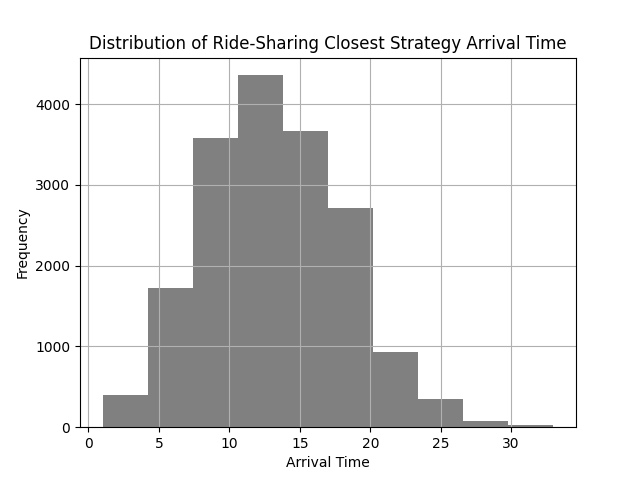 Distribution of Ride-Sharing Closest Strategy Arrival Time
Frequency
4000
3000
2000
1000
0
0 5 10 15 20 25 30
Arrival Time